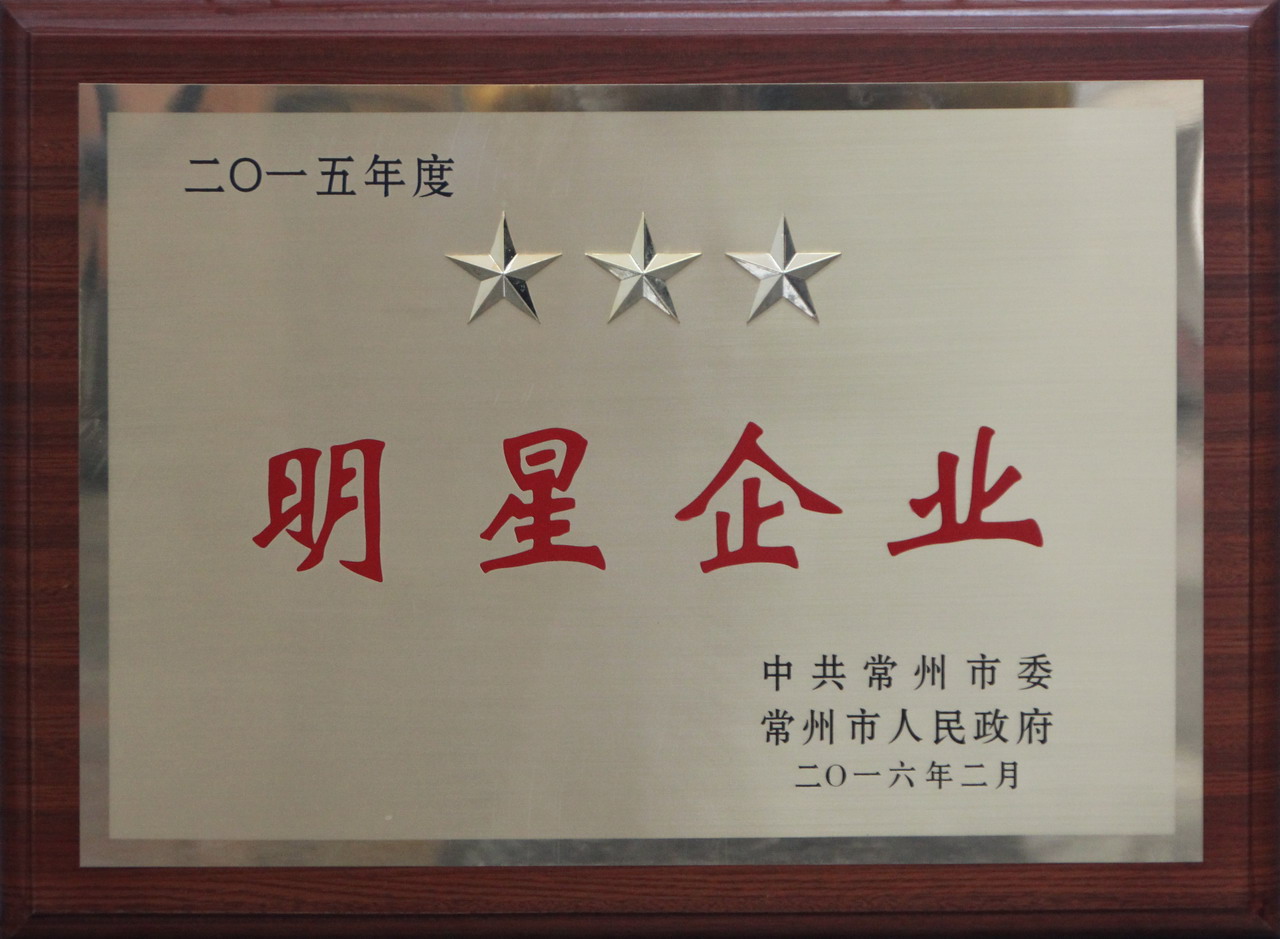 二〇一五年度
明星企业
中共常州市委
常州市人民政府
二〇一六年二月